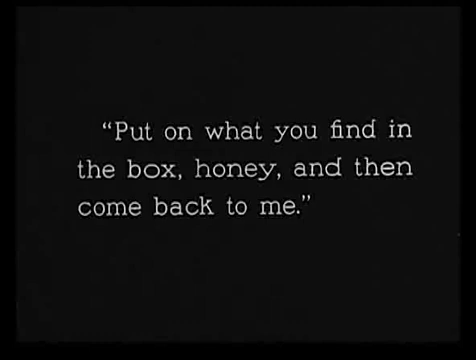 “Put on what you find in
the box, honey, and then
come back to me.”